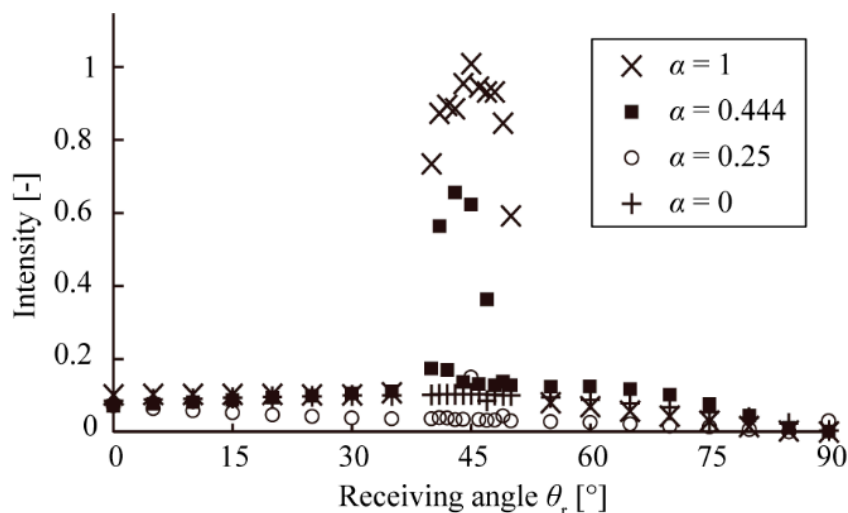 1
0.8
0.6
0.4
0.2
0
Intensity [-]
0 15 30 45 60 75 90
Receiving angle θr [°]
α = 1
α = 0.444
α = 0.25
α = 0